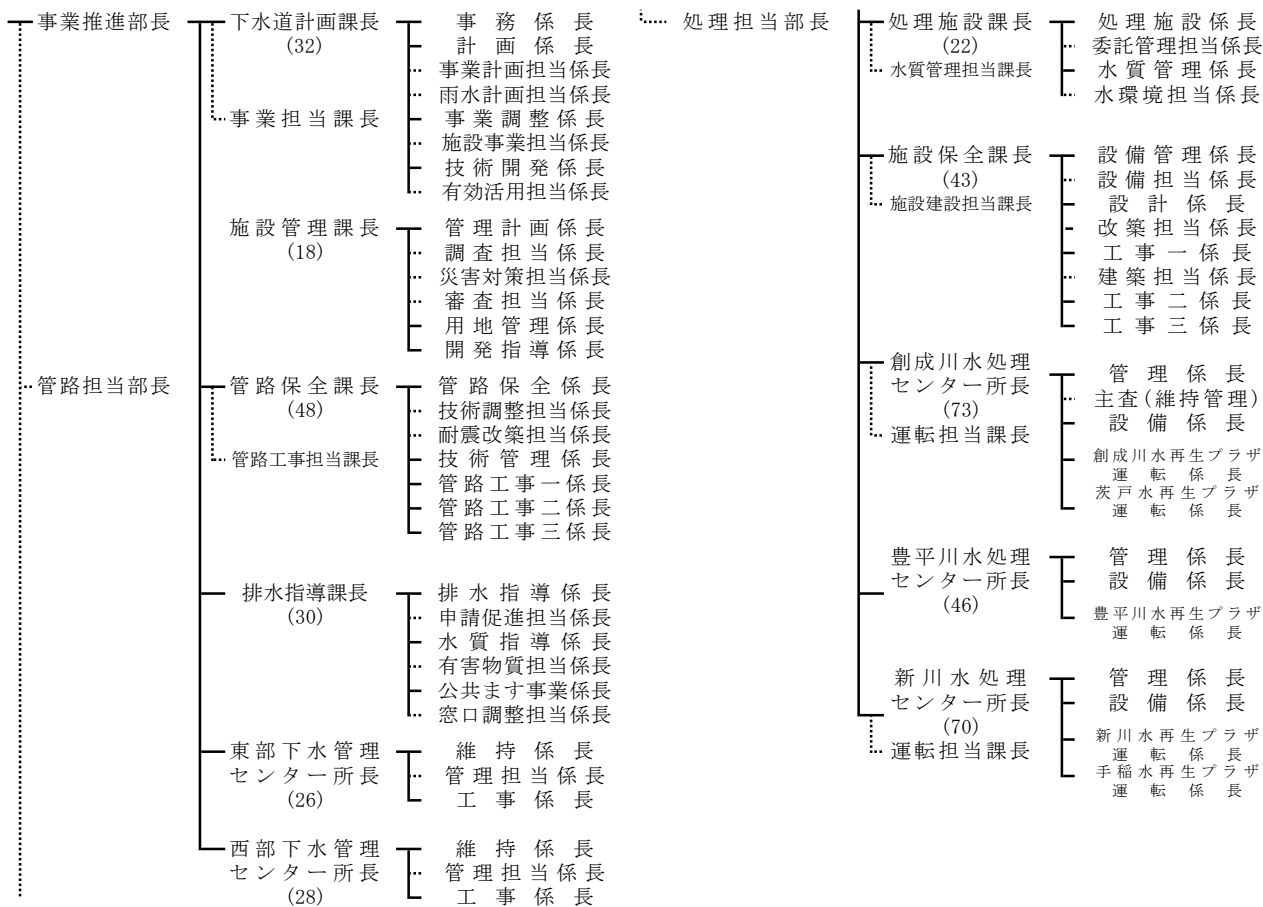 事業推進部長
下水道計画課長
(32)
事業担当課長
事務係長
計画係長
事業計画担当係長
雨水計画担当係長
事業調整係長
施設事業担当係長
技術開発係長
有効活用担当係長
施設管理課長
(18)
管理計画係長
調査担当係長
災害対策担当係長
審査担当係長
用地管理係長
開発指導係長
管路担当部長
管路保全課長
(48)
管路工事担当課長
管路保全係長
技術調整担当係長
耐震改築担当係長
技術管理係長
管路工事一係長
管路工事二係長
管路工事三係長
排水指導課長
(30)
排水指導係長
申請促進担当係長
水質指導係長
有害物質担当係長
公共ます事業係長
窓口調整担当係長
東部下水管理
センター所長
(26)
維持係長
管理担当係長
工事係長
西部下水管理
センター所長
(28)
維持係長
管理担当係長
工事係長
処理担当部長
処理施設課長
(22)
水質管理担当課長
処理施設係長
委託管理担当係長
水質管理係長
水環境担当係長
施設保全課長
(43)
施設建設担当課長
設備管理係長
設備担当係長
設計係長
改築担当係長
工事一係長
建築担当係長
工事二係長
工事三係長
創成川水処理
センター所長
(73)
運転担当課長
管理係長
主査(維持管理)
設備係長
創成川水再生プラザ
運転係長
茨戸水再生プラザ
運転係長
豊平川水処理
センター所長
(46)
管理係長
設備係長
豊平川水再生プラザ
運転係長
新川水処理
センター所長
(70)
運転担当課長
管理係長
設備係長
新川水再生プラザ
運転係長
手稲水再生プラザ
運転係長